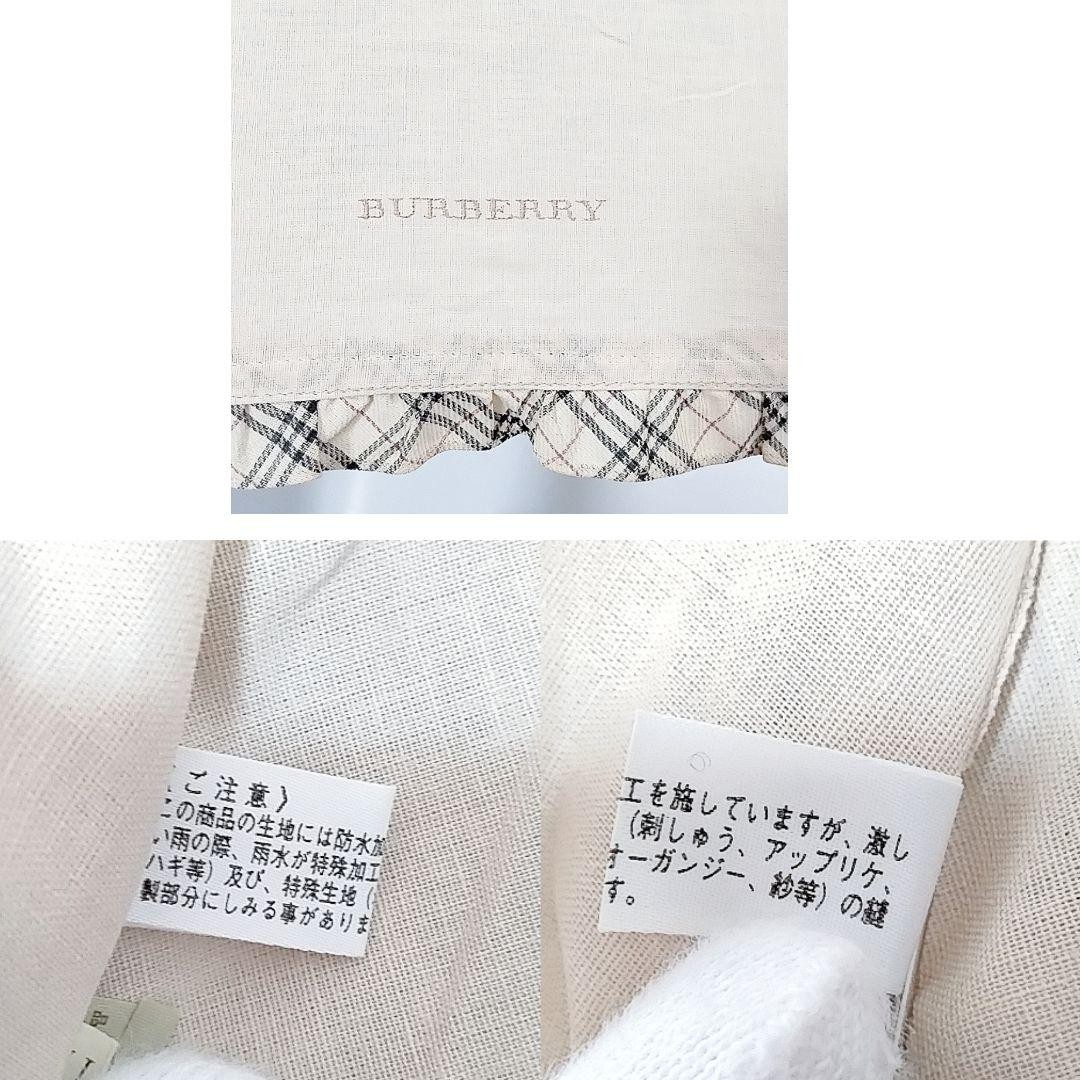 BURBERRY
ご注意〉
この商品の生地には防水加
い雨の際、雨水が特殊加工
ハギ等）及び、特殊生地（
製部分にしみる事がありま
品
工を施していますが、激し
（刺しゅう、アップリケ、
オーガンジー、紗等）の縫
す。